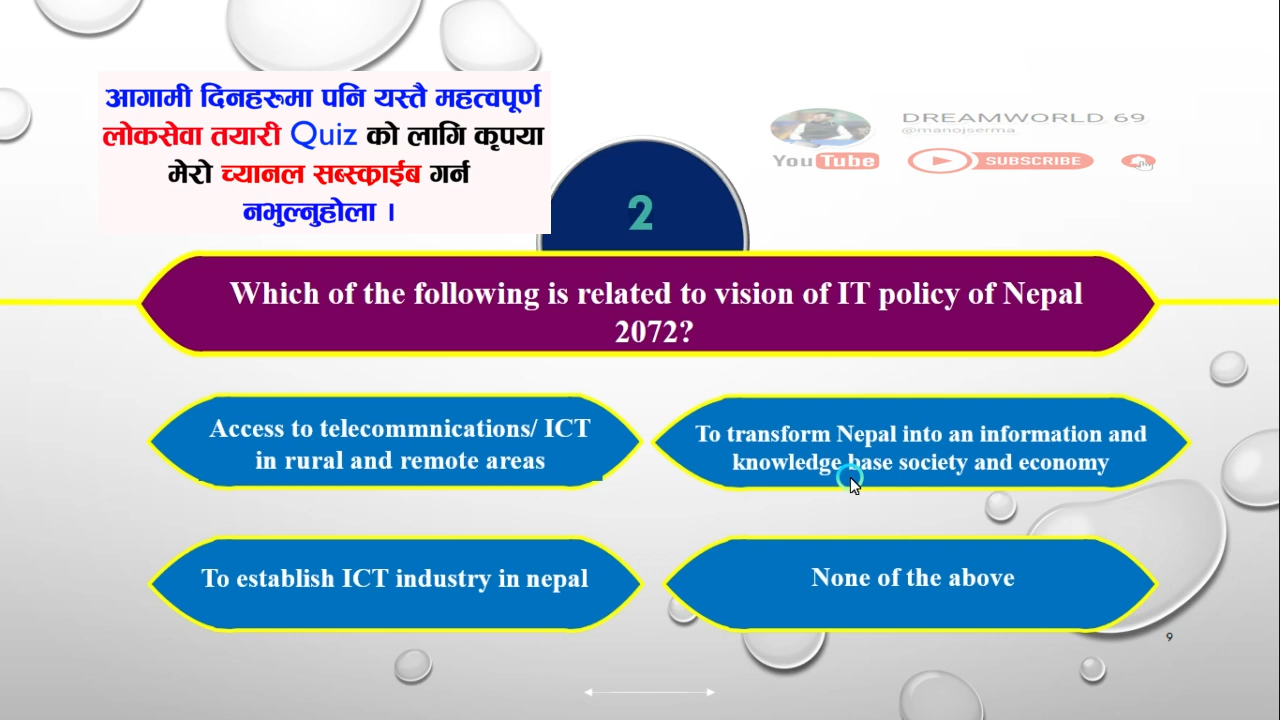 आगामी दिनहरुमा पनि यस्तै महत्वपूर्ण
लोकसेवा तयारी Quiz को लागि कृपया
मेरो च्यानल सब्स्क्राईब गर्न
नभुल्नुहोला ।
DREAMWORLD 69
@manojserma
YouTube
SUBSCRIBE
2
Which of the following is related to vision of IT policy of Nepal
2072?
Access to telecommnications/ ICT
in rural and remote areas
To transform Nepal into an information and
knowledge base society and economy
To establish ICT industry in nepal
None of the above
9